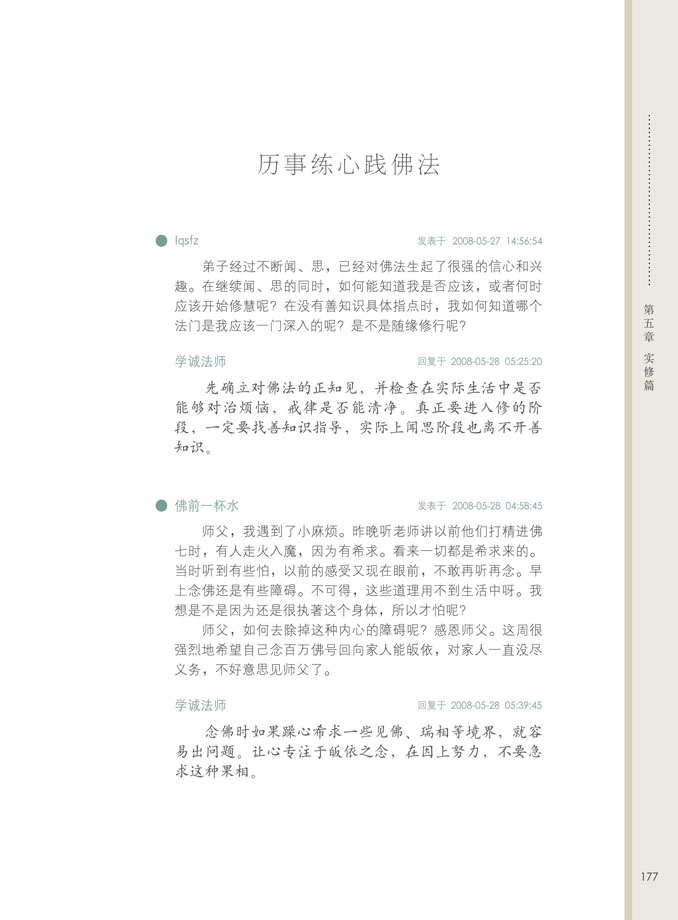 历事练心践佛法
lqsfz 发表于 2008-05-27 14:56:54
弟子经过不断闻、思，已经对佛法生起了很强的信心和兴
趣。在继续闻、思的同时，如何能知道我是否应该，或者何时
应该开始修慧呢？在没有善知识具体指点时，我如何知道哪个
法门是我应该一门深入的呢？是不是随缘修行呢？
学诚法师 回复于 2008-05-28 05:25:20
先确立对佛法的正知见，并检查在实际生活中是否
能够对治烦恼，戒律是否能清净。真正要进入修的阶
段，一定要找善知识指导，实际上闻思阶段也离不开善
知识。
佛前一杯水 发表于 2008-05-28 04:58:45
师父，我遇到了小麻烦。昨晚听老师讲以前他们打精进佛
七时，有人走火入魔，因为有希求。看来一切都是希求来的。
当时听到有些怕，以前的感受又现在眼前，不敢再听再念。早
上念佛还是有些障碍。不可得，这些道理用不到生活中呀。我
想是不是因为还是很执著这个身体，所以才怕呢？
师父，如何去除掉这种内心的障碍呢？感恩师父。这周很
强烈地希望自己念百万佛号回向家人能皈依，对家人一直没尽
义务，不好意思见师父了。
学诚法师 回复于 2008-05-28 05:39:45
念佛时如果躁心希求一些见佛、瑞相等境界，就容
易出问题。让心专注于皈依之念，在因上努力，不要急
求这种果相。
第五章 实修篇
177